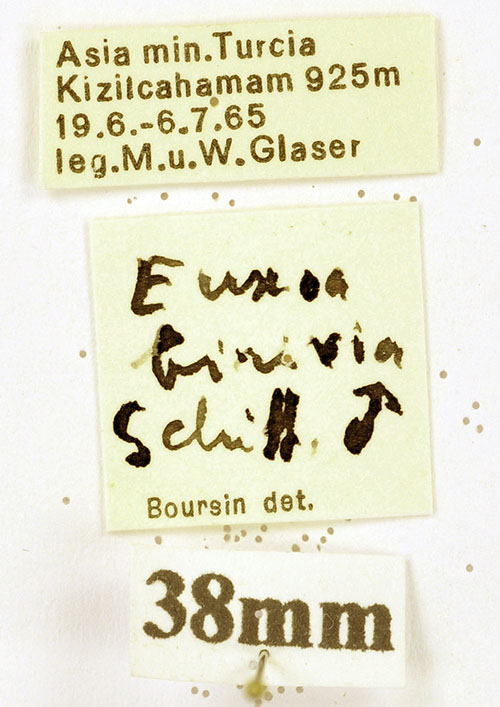 Asia min.Turcia
Kizilcahamam 925m
19.6.-6.7.65
leg.M.u.W.Glaser
Euxoa
birivia
Schiff. ♂
Boursin det.
38mm